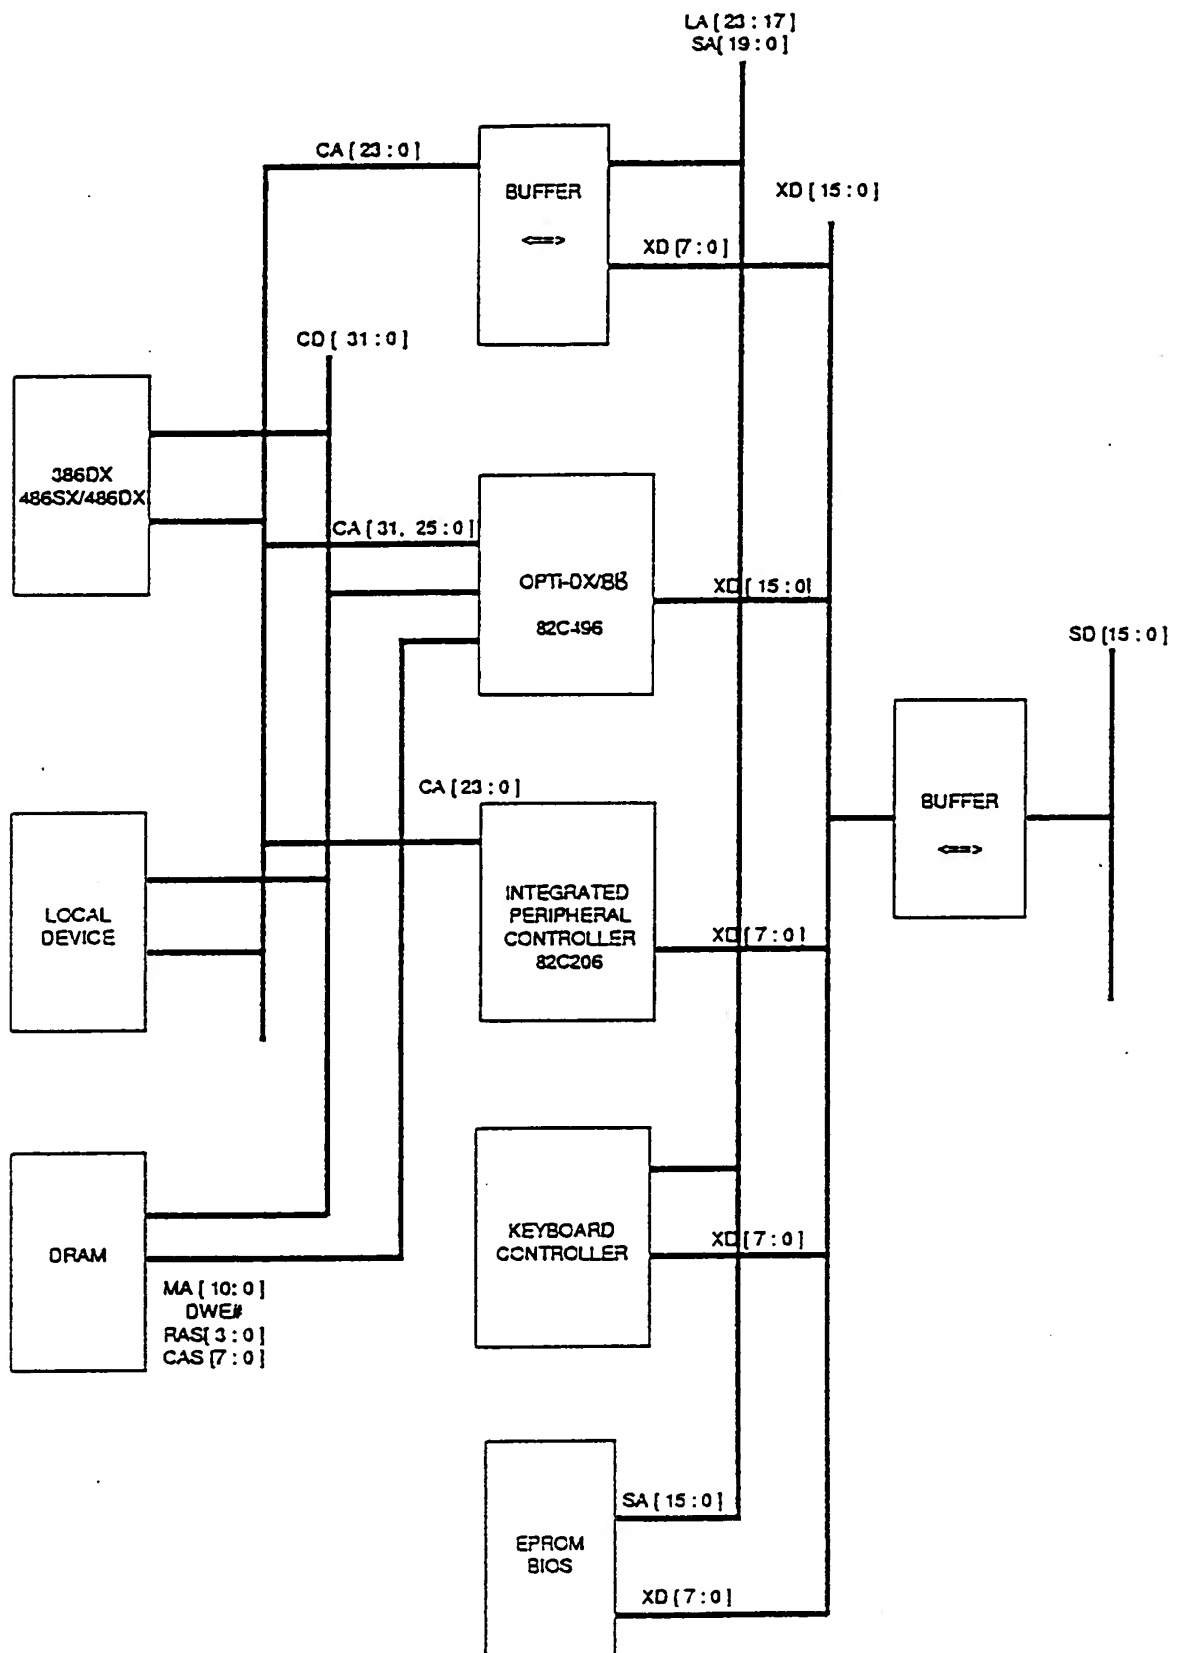 LA [ 23 : 17 ]
SA[ 19 : 0 ]
CA [ 23 : 0 ]
BUFFER
<==>
XD [ 15 : 0 ]
XD [ 7 : 0 ]
CD [ 31 : 0 ]
386DX
486SX/486DX
CA [ 31, 25 : 0 ]
OPTi-DX/BB
82C496
XD [ 15 : 0]
SD [15 : 0 ]
CA [ 23 : 0 ]
BUFFER
<==>
INTEGRATED
PERIPHERAL
CONTROLLER
82C206
XD [ 7 : 0 ]
LOCAL
DEVICE
KEYBOARD
CONTROLLER
XD [ 7 : 0 ]
DRAM
MA [ 10: 0 ]
DWE#
RAS[ 3 : 0 ]
CAS [7 : 0 ]
SA [ 15 : 0 ]
EPROM
BIOS
XD [ 7 : 0 ]